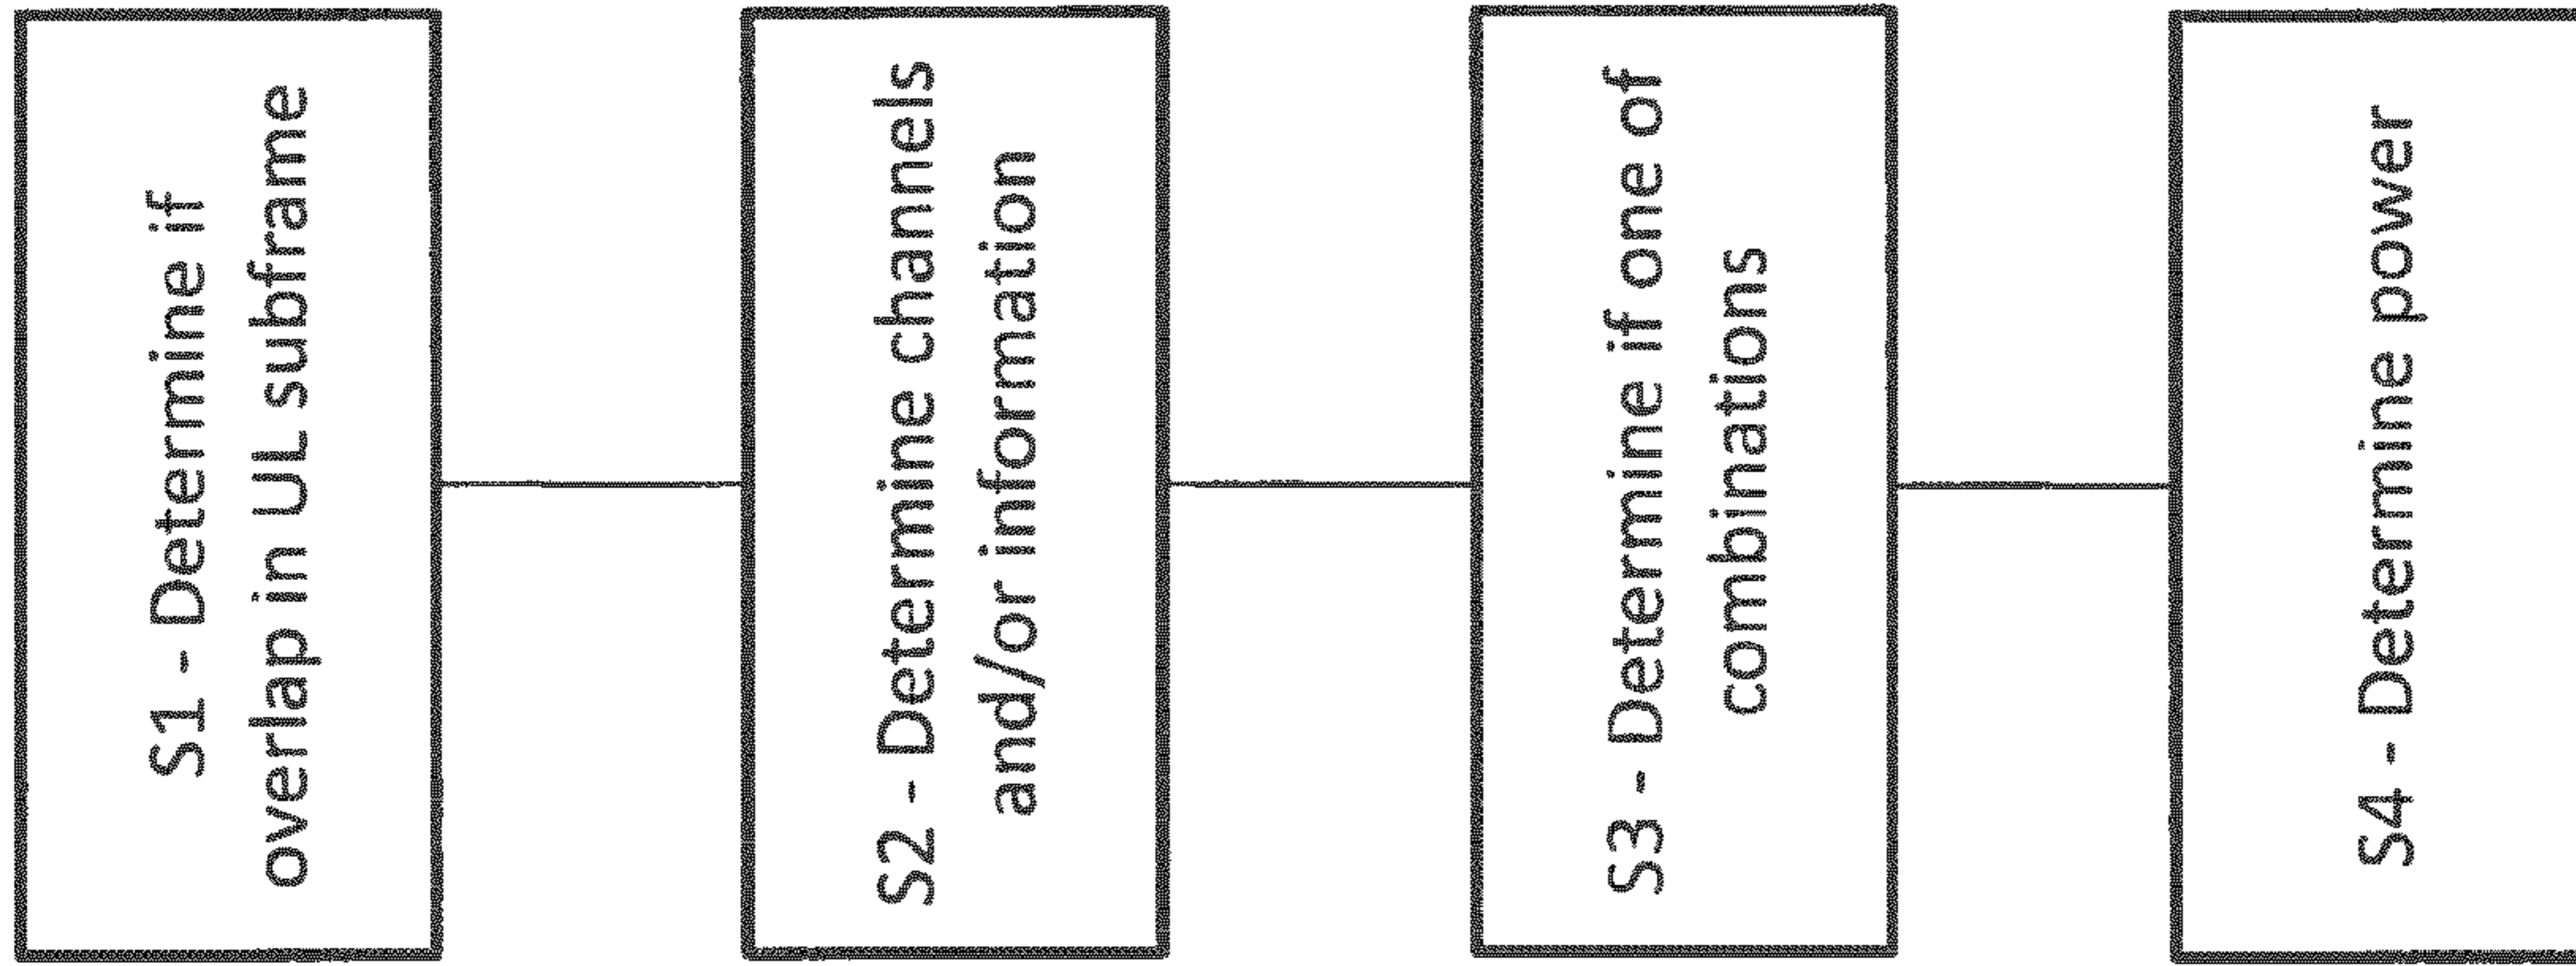 S1 - Determine if
overlap in UL subframe
S2 - Determine channels
and/or information
S3 - Determine if one of
combinations
S4 - Determine power